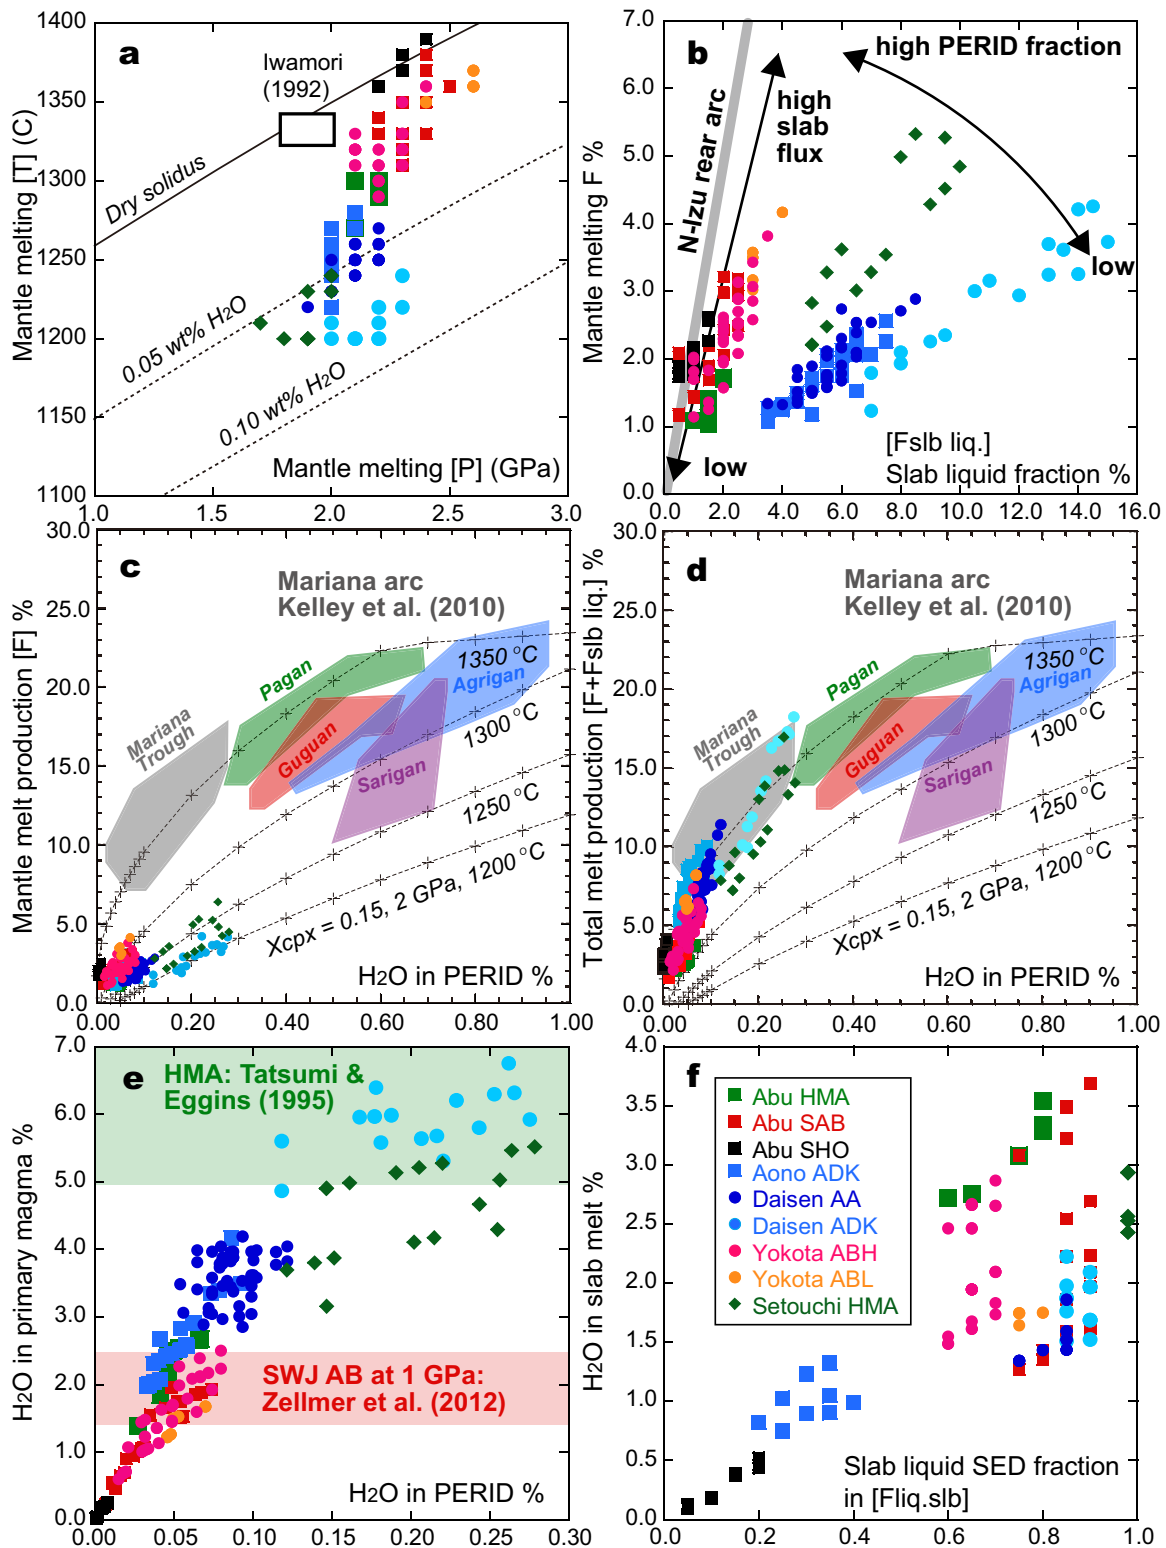 a
Iwamori
(1992)
Dry solidus
0.05 wt% H2O
0.10 wt% H2O
Mantle melting [T] (C)
1400
1350
1300
1250
1200
1150
1100
Mantle melting [P] (GPa)
1.0 1.5 2.0 2.5 3.0
b
high PERID fraction
high
slab
flux
N-Izu rear arc
low
low
[Fslb liq.]
Slab liquid fraction %
Mantle melting F %
7.0
6.0
5.0
4.0
3.0
2.0
1.0
0.0
0.0 2.0 4.0 6.0 8.0 10.0 12.0 14.0 16.0
c
Mariana arc
Kelley et al. (2010)
Pagan
Mariana
Trough
Guguan
Agrigan
Sarigan
1350 °C
1300 °C
1250 °C
Xcpx = 0.15, 2 GPa, 1200 °C
H2O in PERID %
Mantle melt production [F] %
30.0
25.0
20.0
15.0
10.0
5.0
0.0
0.00 0.20 0.40 0.60 0.80 1.00
d
Mariana arc
Kelley et al. (2010)
Pagan
Mariana
Trough
Guguan
Agrigan
Sarigan
1350 °C
1300 °C
1250 °C
Xcpx = 0.15, 2 GPa, 1200 °C
H2O in PERID %
Total melt production [F+Fslb liq.] %
30.0
25.0
20.0
15.0
10.0
5.0
0.0
0.00 0.20 0.40 0.60 0.80 1.00
e
HMA: Tatsumi &
Eggins (1995)
SWJ AB at 1 GPa:
Zellmer et al. (2012)
H2O in PERID %
H2O in primary magma %
7.0
6.0
5.0
4.0
3.0
2.0
1.0
0.0
0.00 0.05 0.10 0.15 0.20 0.25 0.30
f
Abu HMA
Abu SAB
Abu SHO
Aono ADK
Daisen AA
Daisen ADK
Yokota ABH
Yokota ABL
Setouchi HMA
Slab liquid SED fraction
in [Fliq.slb]
H2O in slab melt %
4.0
3.5
3.0
2.5
2.0
1.5
1.0
0.5
0.0
0.0 0.2 0.4 0.6 0.8 1.0